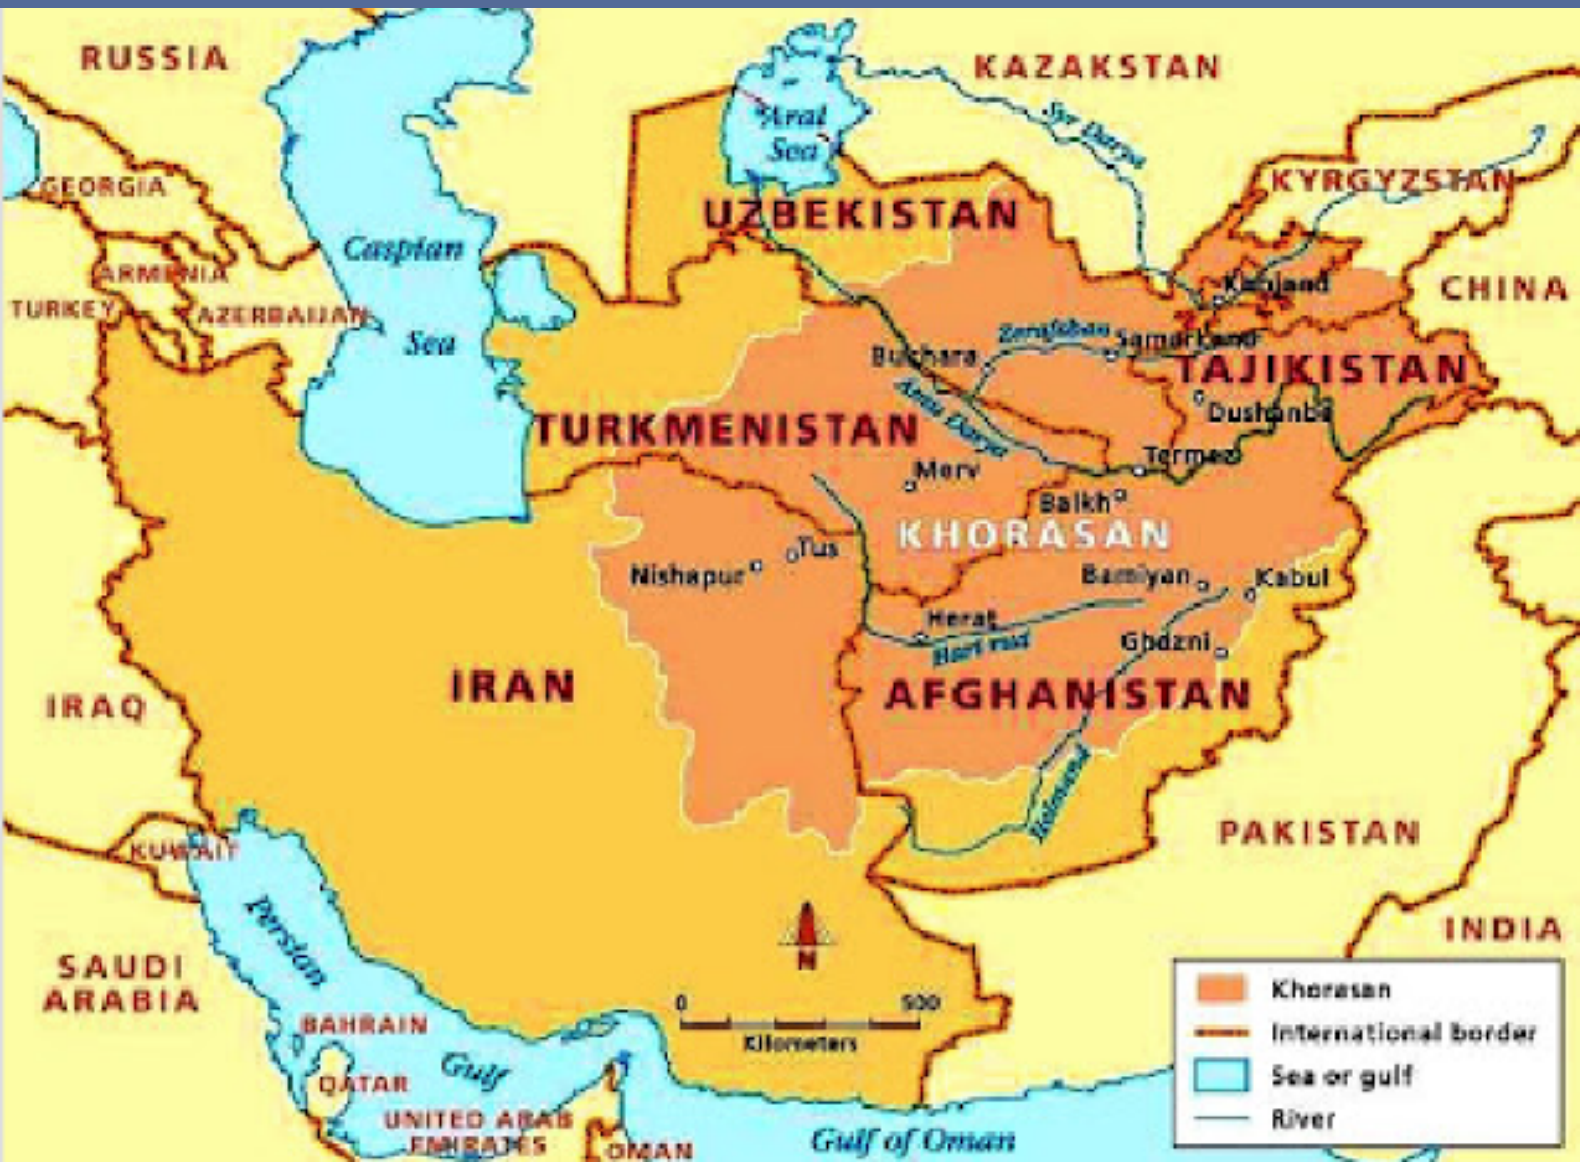 RUSSIA
KAZAKSTAN
Aral
Sea
Syr Darya
GEORGIA
KYRGYZSTAN
UZBEKISTAN
Caspian
Sea
ARMENIA
TURKEY
AZERBAIJAN
CHINA
Khujand
Zarafshan
Samarkand
Bukhara
TAJIKISTAN
Amu Darya
Dushanbe
TURKMENISTAN
Termez
Merv
Balkh
KHORASAN
Tus
Nishapur
Bamiyan
Kabul
Herat
Hari rud
Ghazni
IRAN
AFGHANISTAN
IRAQ
Helmand
PAKISTAN
KUWAIT
Persian
Gulf
INDIA
SAUDI
ARABIA
N
0 500
Kilometers
BAHRAIN
QATAR
UNITED ARAB
EMIRATES
OMAN
Gulf of Oman
Khorasan
International border
Sea or gulf
River